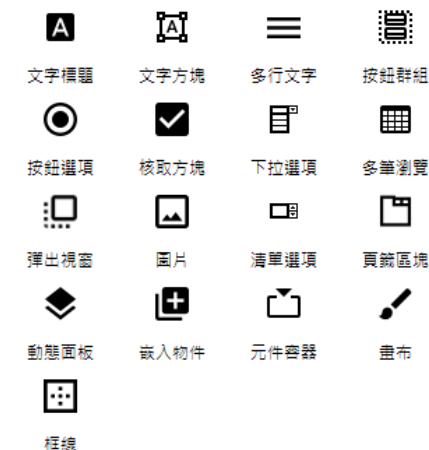 文字標題 文字方塊 多行文字 按鈕群組
按鈕選項 核取方塊 下拉選項 多筆瀏覽
彈出視窗 圖片 清單選項 頁籤區塊
動態面板 嵌入物件 元件容器 畫布
框線